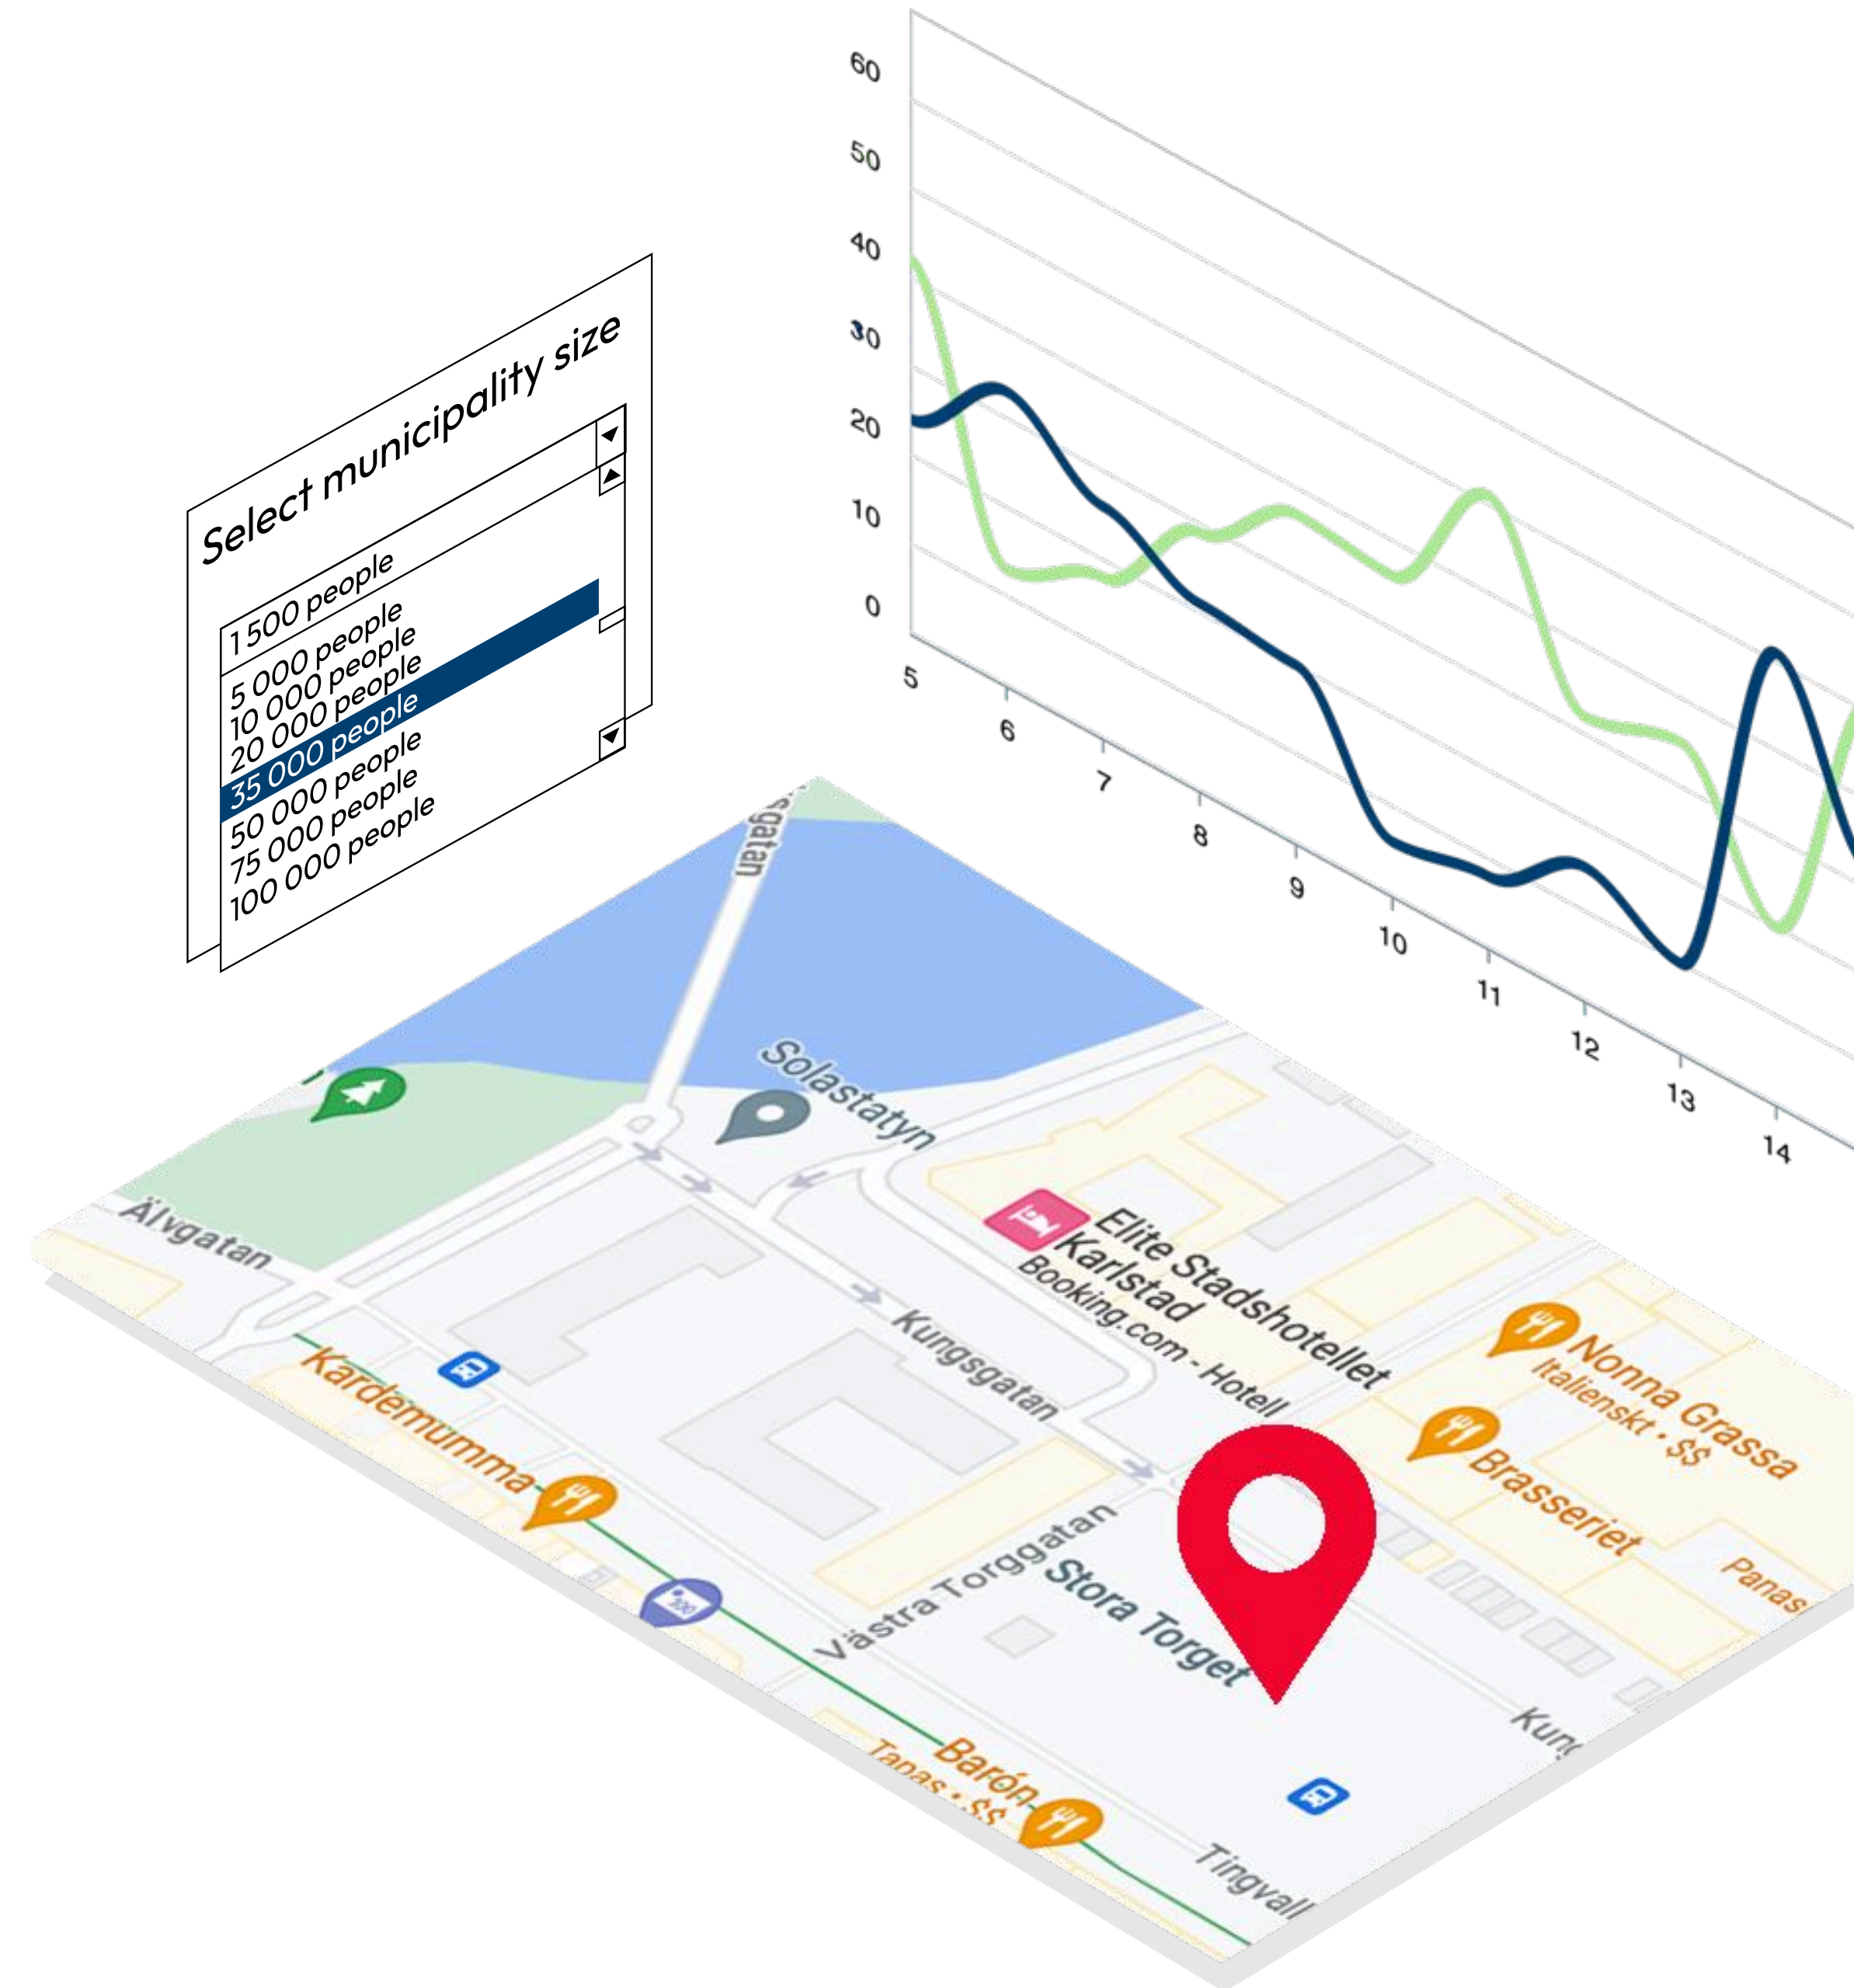 Select municipality size
1 500 people
5 000 people
10 000 people
20 000 people
35 000 people
50 000 people
75 000 people
100 000 people
60
50
40
30
20
10
0
5
6
7
8
9
10
11
12
13
14
sgatan
Solastatyn
Älvgatan
Elite Stadshotellet
Karlstad
Booking.com - Hotell
Kungsgatan
Nonna Grassa
Italienskt • $$
Brasseriet
Panas
Kardemumma
Västra Torggatan
Stora Torget
Kung
Barón
Tapas • $$
Tingvall